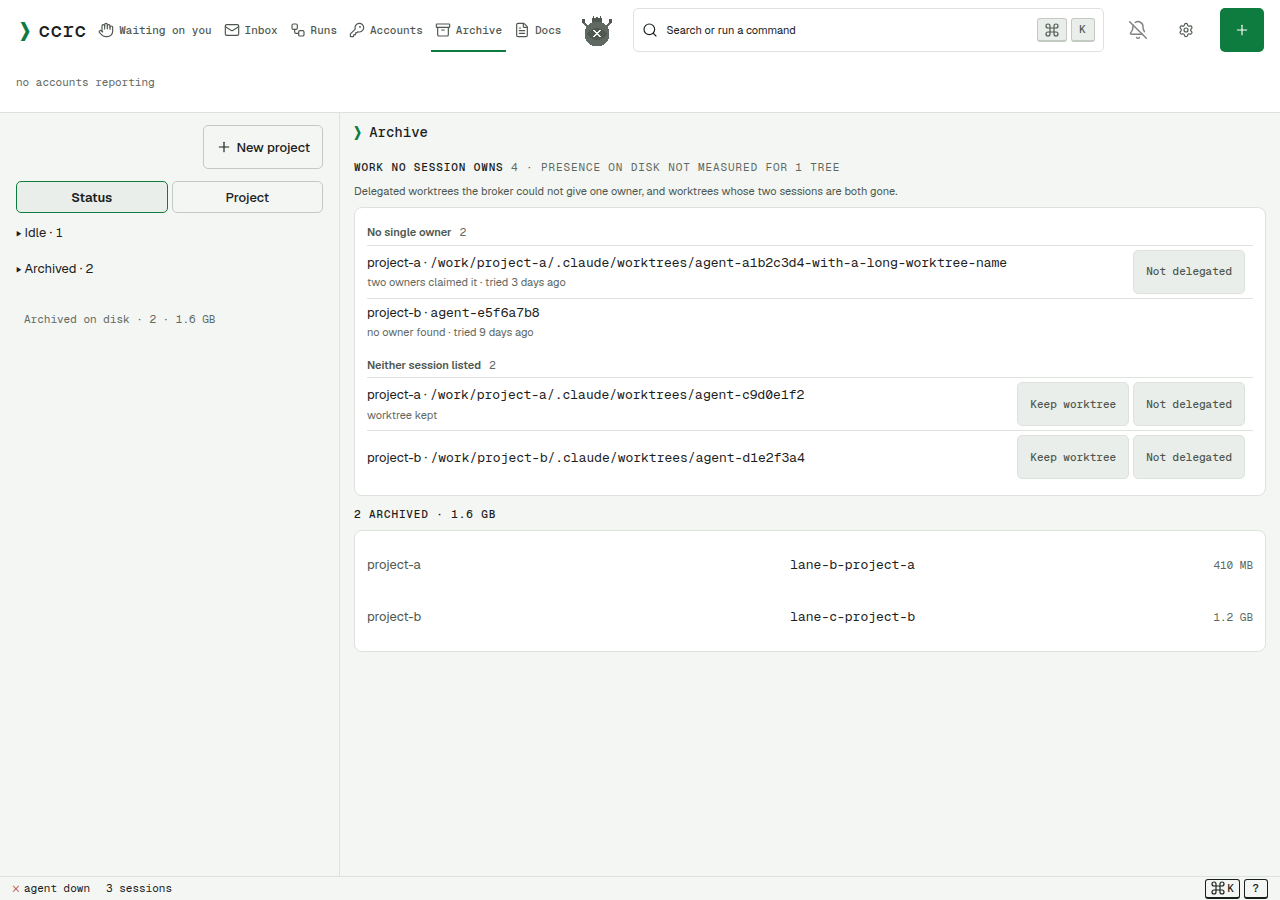 ccrc
Waiting on you
Inbox
Runs
Accounts
Archive
Docs
Search or run a command
⌘ K
+
no accounts reporting
+ New project
Status
Project
▸ Idle · 1
▸ Archived · 2
Archived on disk · 2 · 1.6 GB
❯ Archive
WORK NO SESSION OWNS 4 · PRESENCE ON DISK NOT MEASURED FOR 1 TREE
Delegated worktrees the broker could not give one owner, and worktrees whose two sessions are both gone.
No single owner 2
project-a · /work/project-a/.claude/worktrees/agent-a1b2c3d4-with-a-long-worktree-name
two owners claimed it · tried 3 days ago
Not delegated
project-b · agent-e5f6a7b8
no owner found · tried 9 days ago
Neither session listed 2
project-a · /work/project-a/.claude/worktrees/agent-c9d0e1f2
worktree kept
Keep worktree
Not delegated
project-b · /work/project-b/.claude/worktrees/agent-d1e2f3a4
Keep worktree
Not delegated
2 ARCHIVED · 1.6 GB
project-a
lane-b-project-a
410 MB
project-b
lane-c-project-b
1.2 GB
× agent down
3 sessions
⌘K
?